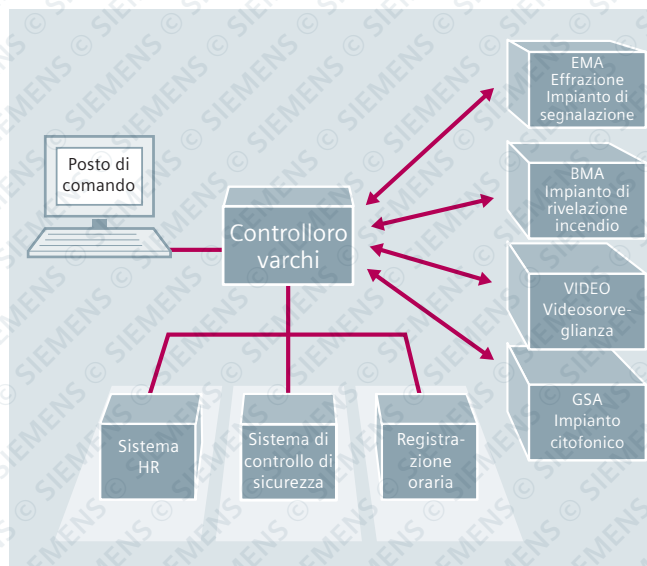 EMA
Effrazione
Impianto di
segnalazione
Posto di
comando
BMA
Impianto di
rivelazione
incendio
Controlloro
varchi
VIDEO
Videosorve-
glianza
GSA
Impianto
citofonico
Sistema
HR
Sistema di
controllo di
sicurezza
Registra-
zione
oraria
© SIEMENS